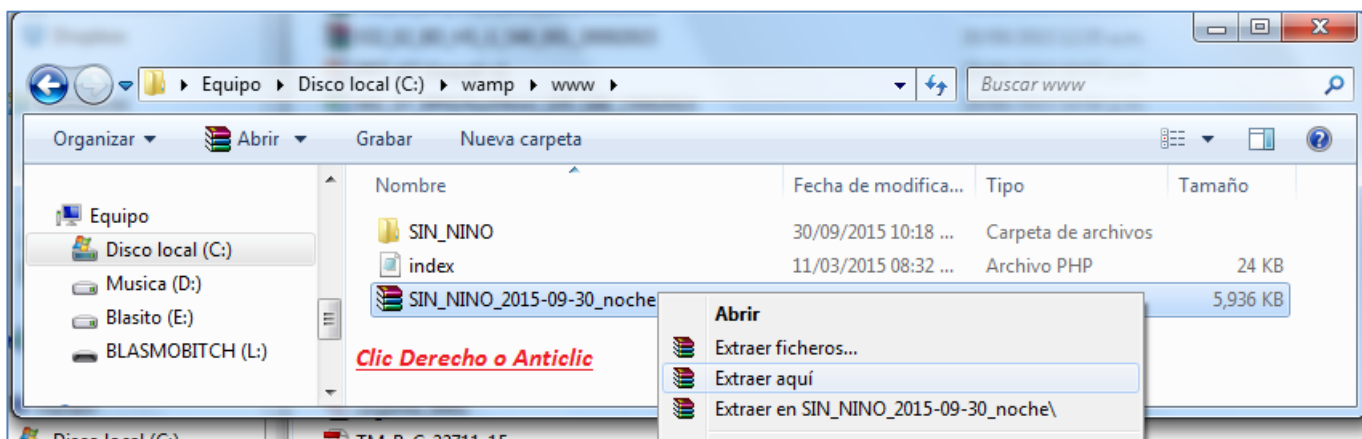 Equipo ▸ Disco local (C:) ▸ wamp ▸ www ▸ Buscar www
Organizar Abrir Grabar Nueva carpeta
Nombre Fecha de modifica... Tipo Tamaño
Equipo
Disco local (C:)
Musica (D:)
Blasito (E:)
BLASMOBITCH (L:)
SIN_NINO 30/09/2015 10:18 ... Carpeta de archivos
index 11/03/2015 08:32 ... Archivo PHP 24 KB
SIN_NINO_2015-09-30_noche 5,936 KB
Clic Derecho o Anticlic
Abrir
Extraer ficheros...
Extraer aquí
Extraer en SIN_NINO_2015-09-30_noche\